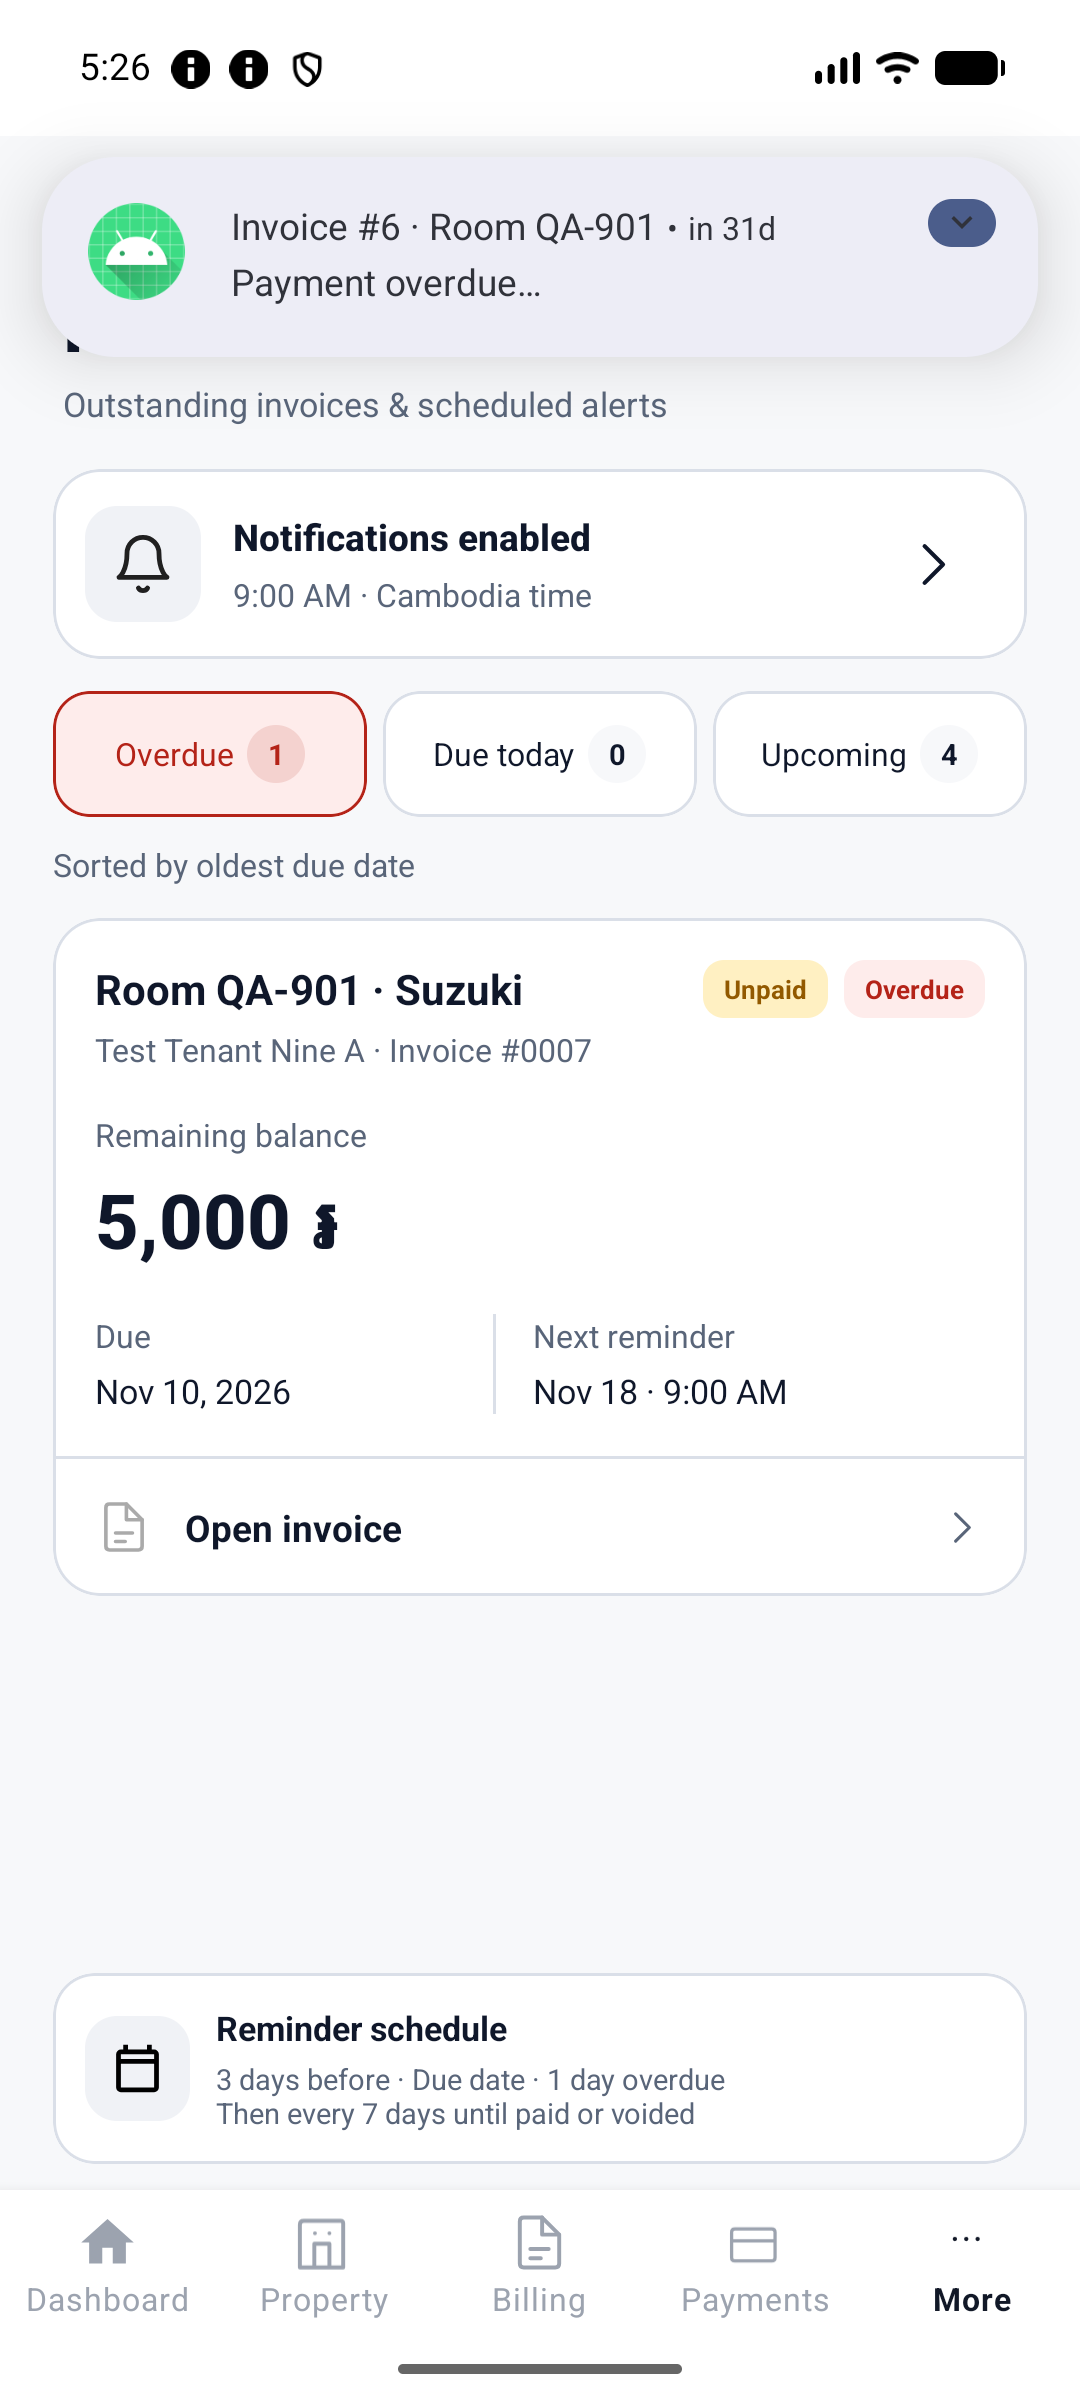 5:26
Invoice #6 · Room QA-901 • in 31d
Payment overdue...
Outstanding invoices & scheduled alerts
Notifications enabled
9:00 AM · Cambodia time
Overdue 1
Due today 0
Upcoming 4
Sorted by oldest due date
Room QA-901 · Suzuki
Unpaid
Overdue
Test Tenant Nine A · Invoice #0007
Remaining balance
5,000 ៛
Due
Next reminder
Nov 10, 2026
Nov 18 · 9:00 AM
Open invoice
Reminder schedule
3 days before · Due date · 1 day overdue
Then every 7 days until paid or voided
Dashboard
Property
Billing
Payments
More